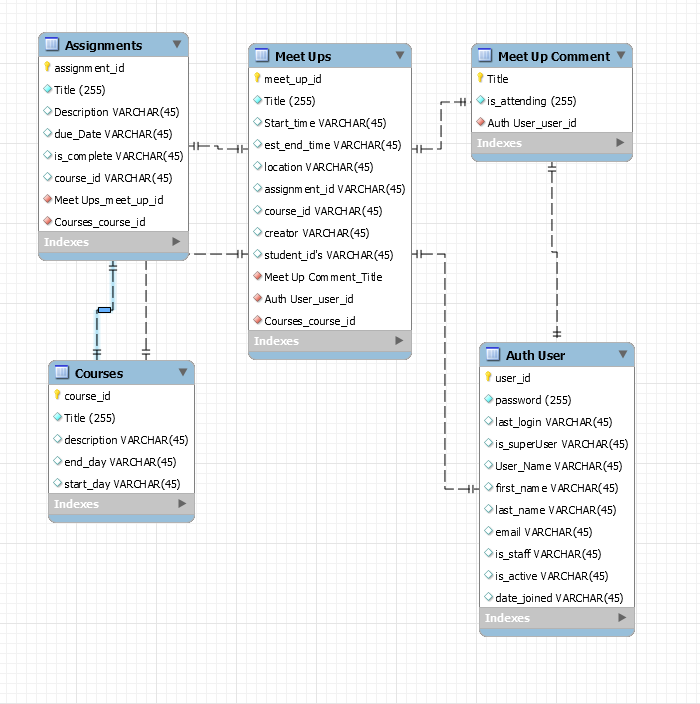 Assignments
assignment_id
Title (255)
Description VARCHAR(45)
due_Date VARCHAR(45)
is_complete VARCHAR(45)
course_id VARCHAR(45)
Meet Ups_meet_up_id
Courses_course_id
Indexes
Meet Ups
meet_up_id
Title (255)
Start_time VARCHAR(45)
est_end_time VARCHAR(45)
location VARCHAR(45)
assignment_id VARCHAR(45)
course_id VARCHAR(45)
creator VARCHAR(45)
student_id's VARCHAR(45)
Meet Up Comment_Title
Auth User_user_id
Courses_course_id
Indexes
Meet Up Comment
Title
is_attending (255)
Auth User_user_id
Indexes
Courses
course_id
Title (255)
description VARCHAR(45)
end_day VARCHAR(45)
start_day VARCHAR(45)
Indexes
Auth User
user_id
password (255)
last_login VARCHAR(45)
is_superUser VARCHAR(45)
User_Name VARCHAR(45)
first_name VARCHAR(45)
last_name VARCHAR(45)
email VARCHAR(45)
is_staff VARCHAR(45)
is_active VARCHAR(45)
date_joined VARCHAR(45)
Indexes